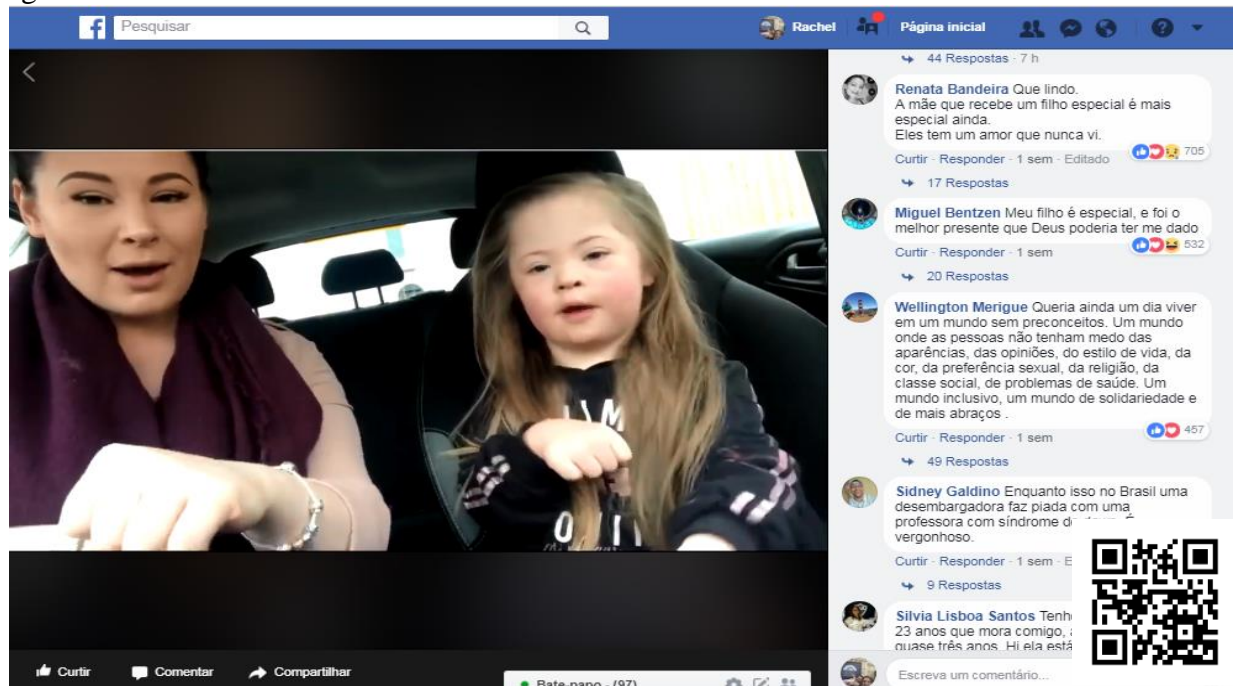 f Pesquisar Rachel Página inicial
44 Respostas · 7 h
Renata Bandeira Que lindo.
A mãe que recebe um filho especial é mais
especial ainda.
Eles tem um amor que nunca vi.
705
Curtir · Responder · 1 sem · Editado
17 Respostas
Miguel Bentzen Meu filho é especial, e foi o
melhor presente que Deus poderia ter me dado
532
Curtir · Responder · 1 sem
20 Respostas
Wellington Merigue Queria ainda um dia viver
em um mundo sem preconceitos. Um mundo
onde as pessoas não tenham medo das
aparências, das opiniões, do estilo de vida, da
cor, da preferência sexual, da religião, da
classe social, de problemas de saúde. Um
mundo inclusivo, um mundo de solidariedade e
de mais abraços .
457
Curtir · Responder · 1 sem
49 Respostas
Sidney Galdino Enquanto isso no Brasil uma
desembargadora faz piada com uma
professora com síndrome
vergonhoso.
Curtir · Responder · 1 sem · E
9 Respostas
Silvia Lisboa Santos
23 anos que mora comigo,
quase três anos. Hj ela está
Curtir Comentar Compartilhar
Bate-papo · (97)
Escreva um comentário...